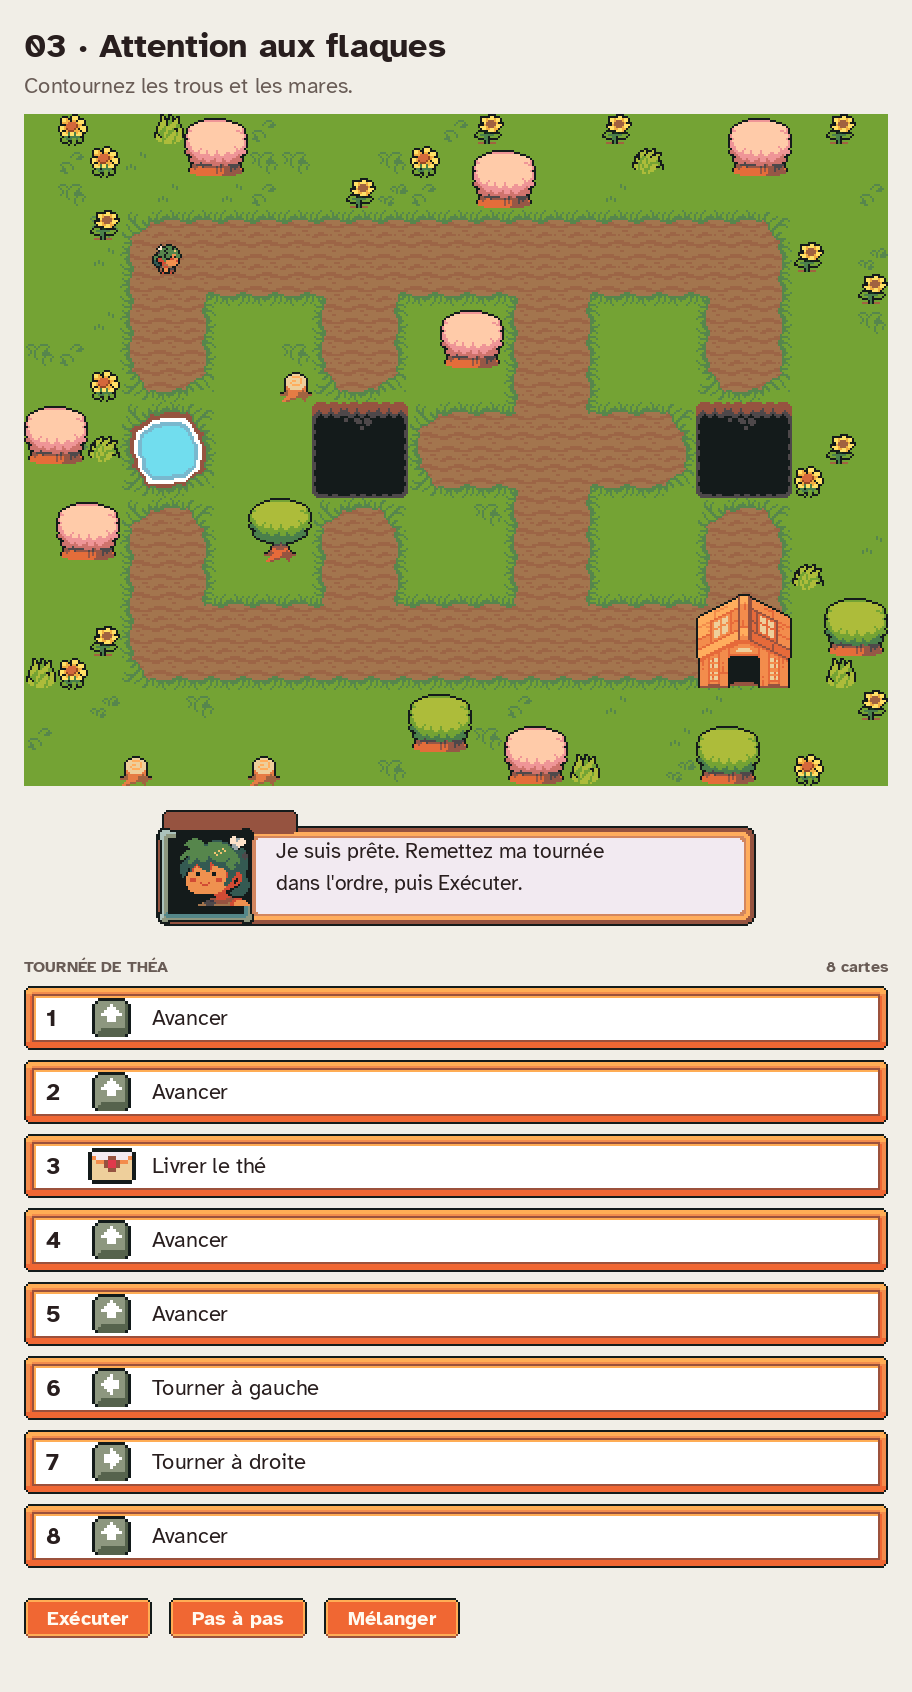 03 · Attention aux flaques
Contournez les trous et les mares.
Je suis prête. Remettez ma tournée
dans l'ordre, puis Exécuter.
TOURNÉE DE THÉA
8 cartes
1 Avancer
2 Avancer
3 Livrer le thé
4 Avancer
5 Avancer
6 Tourner à gauche
7 Tourner à droite
8 Avancer
Exécuter Pas à pas Mélanger